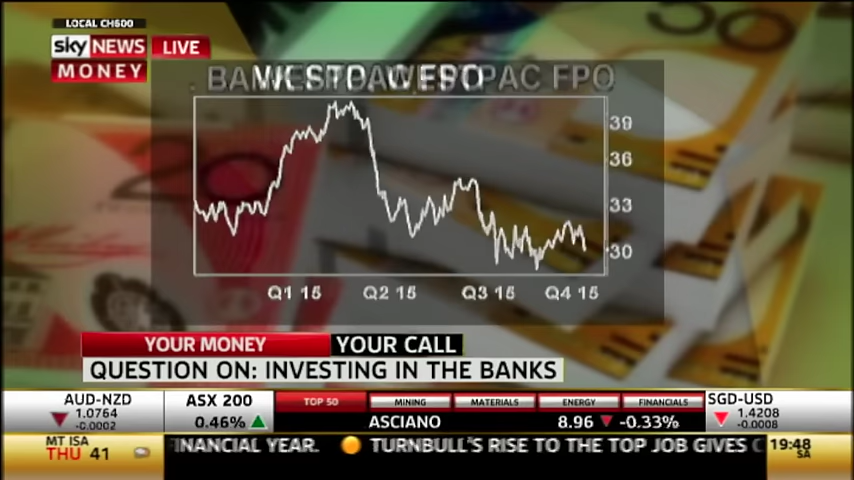 LOCAL CH600
sky NEWS LIVE
MONEY
WESTPAC FPO
39
36
33
30
Q1 15 Q2 15 Q3 15 Q4 15
YOUR MONEY YOUR CALL
QUESTION ON: INVESTING IN THE BANKS
AUD-NZD
1.0764
-0.0002
ASX 200
0.46%
TOP 50 MINING MATERIALS ENERGY FINANCIALS
ASCIANO 8.96 -0.33%
SGD-USD
1.4208
-0.0008
MT ISA
THU 41
INANCIAL YEAR. TURNBULL'S RISE TO THE TOP JOB GIVES
19:48
SA